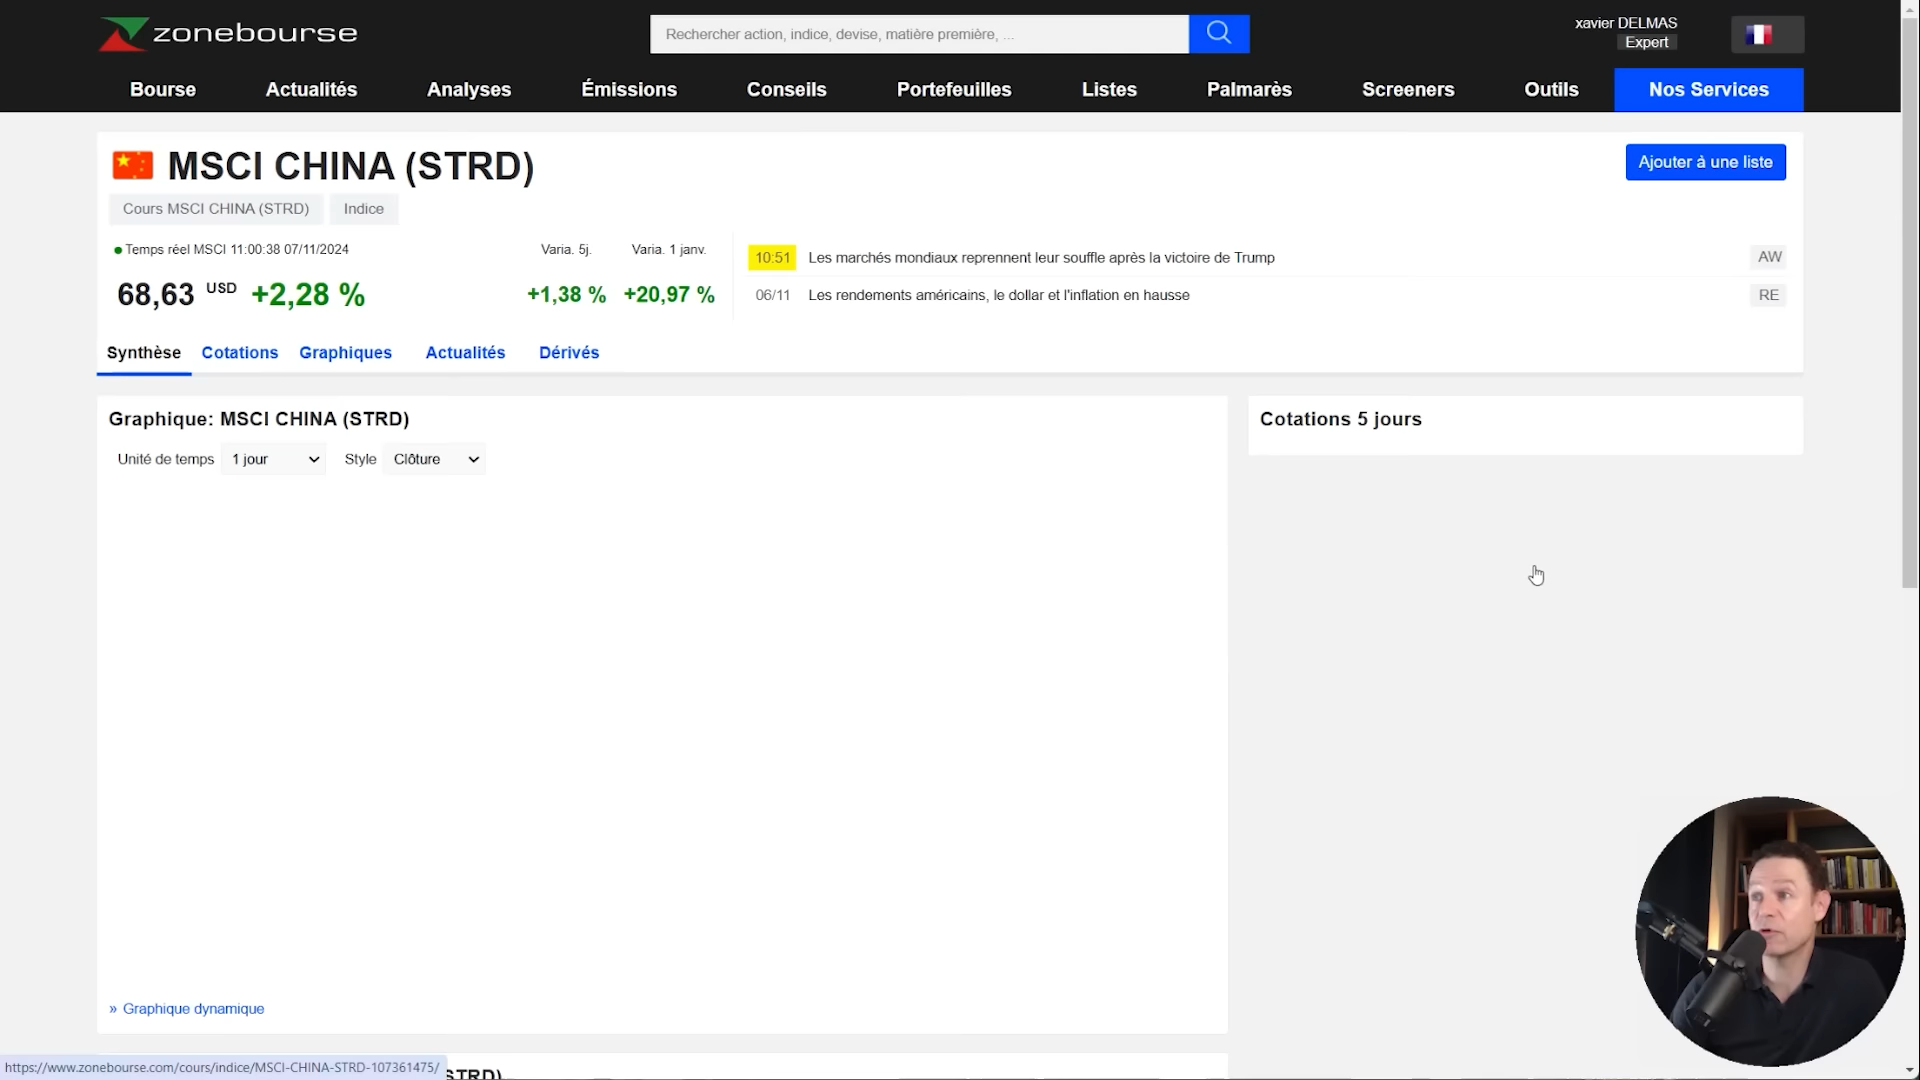 zonebourse
Rechercher action, indice, devise, matière première, ...
xavier DELMAS
Expert
Bourse
Actualités
Analyses
Émissions
Conseils
Portefeuilles
Listes
Palmarès
Screeners
Outils
Nos Services
MSCI CHINA (STRD)
Ajouter à une liste
Cours MSCI CHINA (STRD)
Indice
Temps réel MSCI 11:00:38 07/11/2024
Varia. 5j.
Varia. 1 janv.
68,63 USD +2,28 %
+1,38 %
+20,97 %
10:51 Les marchés mondiaux reprennent leur souffle après la victoire de Trump AW
06/11 Les rendements américains, le dollar et l'inflation en hausse RE
Synthèse
Cotations
Graphiques
Actualités
Dérivés
Graphique: MSCI CHINA (STRD)
Unité de temps 1 jour Style Clôture
Cotations 5 jours
» Graphique dynamique
https://www.zonebourse.com/cours/indice/MSCI-CHINA-STRD-107361475/
STRD)